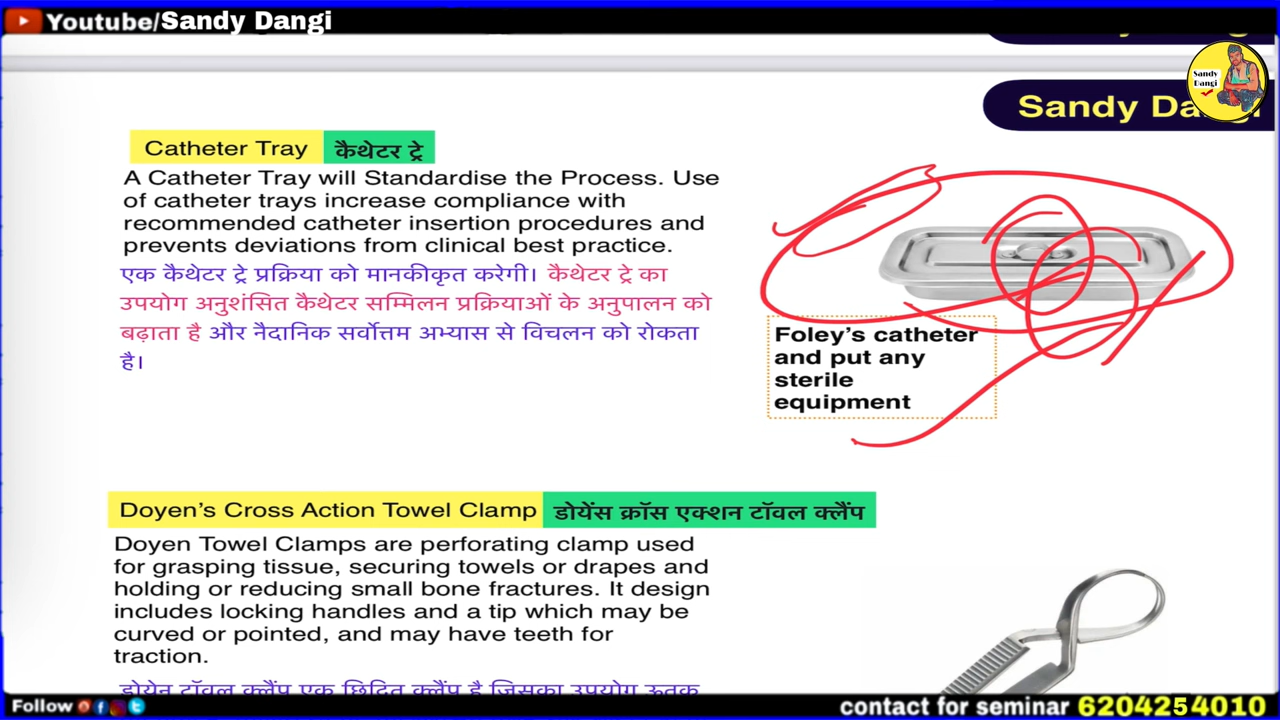 Youtube/Sandy Dangi
Sandy Dangi
Sandy Da
Catheter Tray कैथेटर ट्रे
A Catheter Tray will Standardise the Process. Use
of catheter trays increase compliance with
recommended catheter insertion procedures and
prevents deviations from clinical best practice.
एक कैथेटर ट्रे प्रक्रिया को मानकीकृत करेगी। कैथेटर ट्रे का
उपयोग अनुशंसित कैथेटर सम्मिलन प्रक्रियाओं के अनुपालन को
बढ़ाता है और नैदानिक सर्वोत्तम अभ्यास से विचलन को रोकता
है।
Foley's catheter
and put any
sterile
equipment
Doyen's Cross Action Towel Clamp डोयेंस क्रॉस एक्शन टॉवल क्लैंप
Doyen Towel Clamps are perforating clamp used
for grasping tissue, securing towels or drapes and
holding or reducing small bone fractures. It design
includes locking handles and a tip which may be
curved or pointed, and may have teeth for
traction.
डोयेन टॉवल क्लैंप एक छिद्रित क्लैंप है जिसका उपयोग ऊतक
Follow
contact for seminar 6204254010